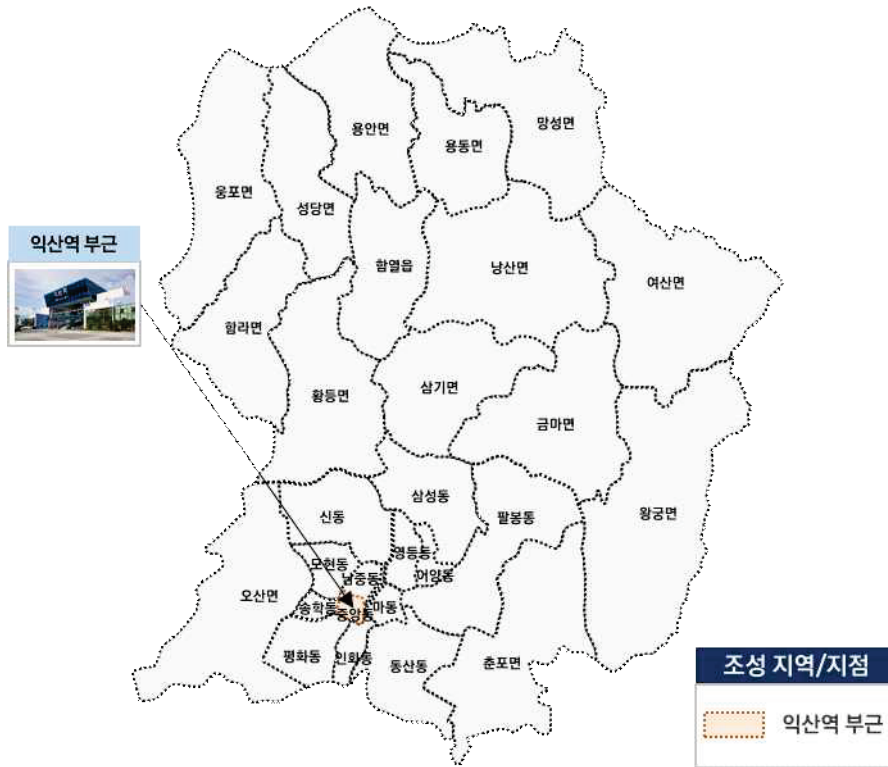 용안면
용동면
망성면
웅포면
성당면
익산역 부근
함열읍
낭산면
여산면
함라면
황등면
삼기면
금마면
삼성동
신동
팔봉동
왕궁면
영등동
모현동
남중동
어양동
오산면
송학동
중앙동
마동
평화동
인화동
동산동
춘포면
조성 지역/지점
익산역 부근